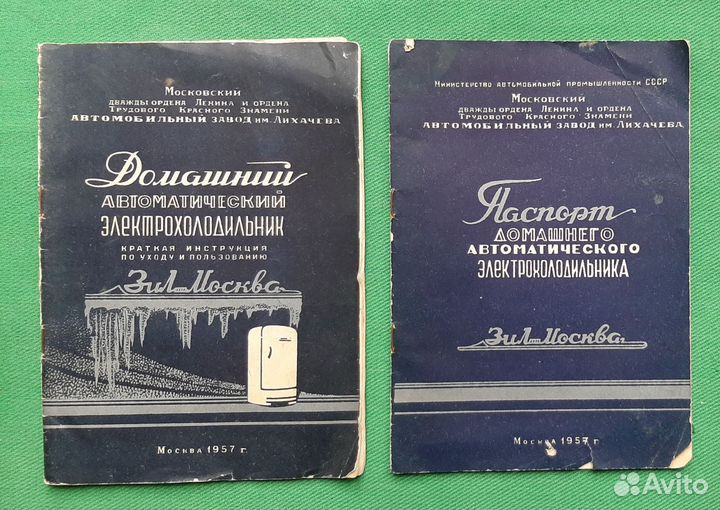 Московский
дважды ордена Ленина и ордена
Трудового Красного Знамени
автомобильный завод им. Лихачева
Домашний
автоматический
электрохолодильник
краткая инструкция
по уходу и пользованию
ЗиЛ-Москва
Москва 1957 г.
Министерство автомобильной промышленности СССР
Московский
дважды ордена Ленина и ордена
Трудового Красного Знамени
автомобильный завод им. Лихачева
Паспорт
домашнего
автоматического
электрохолодильника
ЗиЛ-Москва
Москва 1957 г.
Avito